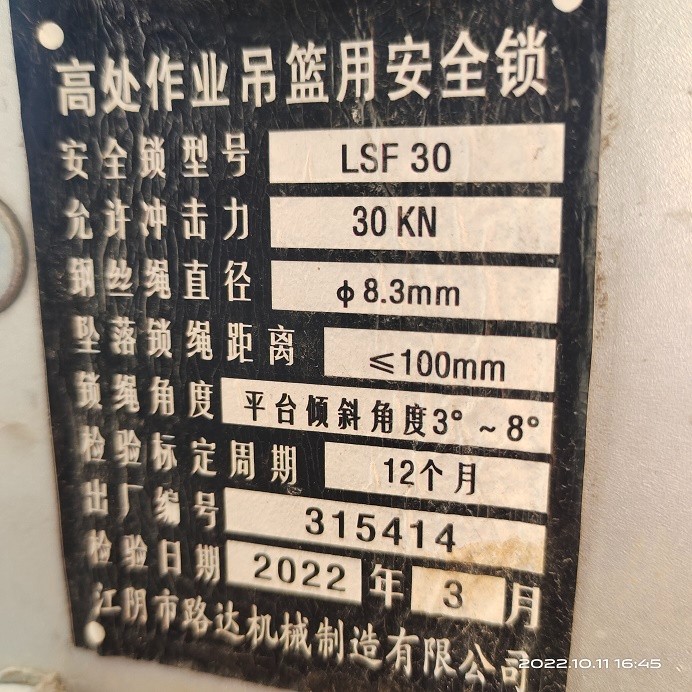 高处作业吊篮用安全锁
安全锁型号 LSF 30
允许冲击力 30 KN
钢丝绳直径 ϕ 8.3mm
坠落锁绳距离 ≤100mm
锁绳角度 平台倾斜角度3° ~ 8°
检验标定周期 12个月
出厂编号 315414
检验日期 2022 年 3 月
江阴市路达机械制造有限公司
2022.10.11 16:45